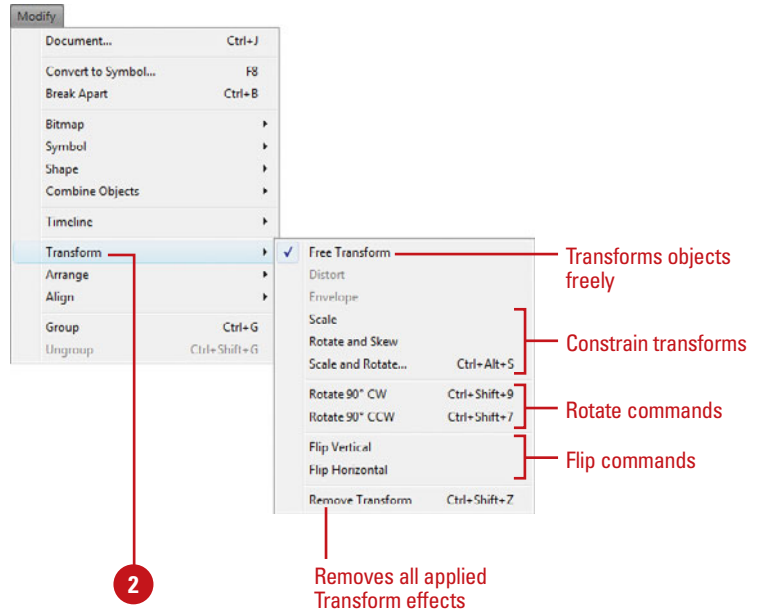 Modify
Document... Ctrl+J
Convert to Symbol... F8
Break Apart Ctrl+B
Bitmap
Symbol
Shape
Combine Objects
Timeline
Transform
Arrange
Align
Group Ctrl+G
Ungroup Ctrl+Shift+G
Free Transform
Distort
Envelope
Scale
Rotate and Skew
Scale and Rotate... Ctrl+Alt+S
Rotate 90° CW Ctrl+Shift+9
Rotate 90° CCW Ctrl+Shift+7
Flip Vertical
Flip Horizontal
Remove Transform Ctrl+Shift+Z
Transforms objects
freely
Constrain transforms
Rotate commands
Flip commands
2
Removes all applied
Transform effects